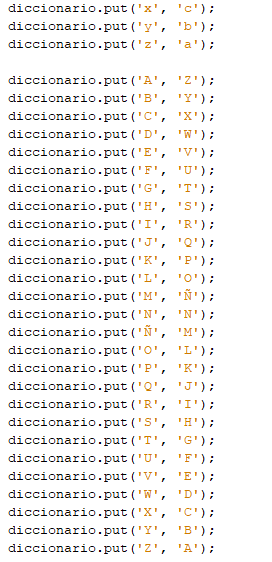 diccionario.put('x', 'c');
diccionario.put('y', 'b');
diccionario.put('z', 'a');

diccionario.put('A', 'Z');
diccionario.put('B', 'Y');
diccionario.put('C', 'X');
diccionario.put('D', 'W');
diccionario.put('E', 'V');
diccionario.put('F', 'U');
diccionario.put('G', 'T');
diccionario.put('H', 'S');
diccionario.put('I', 'R');
diccionario.put('J', 'Q');
diccionario.put('K', 'P');
diccionario.put('L', 'O');
diccionario.put('M', 'Ñ');
diccionario.put('N', 'N');
diccionario.put('Ñ', 'M');
diccionario.put('O', 'L');
diccionario.put('P', 'K');
diccionario.put('Q', 'J');
diccionario.put('R', 'I');
diccionario.put('S', 'H');
diccionario.put('T', 'G');
diccionario.put('U', 'F');
diccionario.put('V', 'E');
diccionario.put('W', 'D');
diccionario.put('X', 'C');
diccionario.put('Y', 'B');
diccionario.put('Z', 'A');